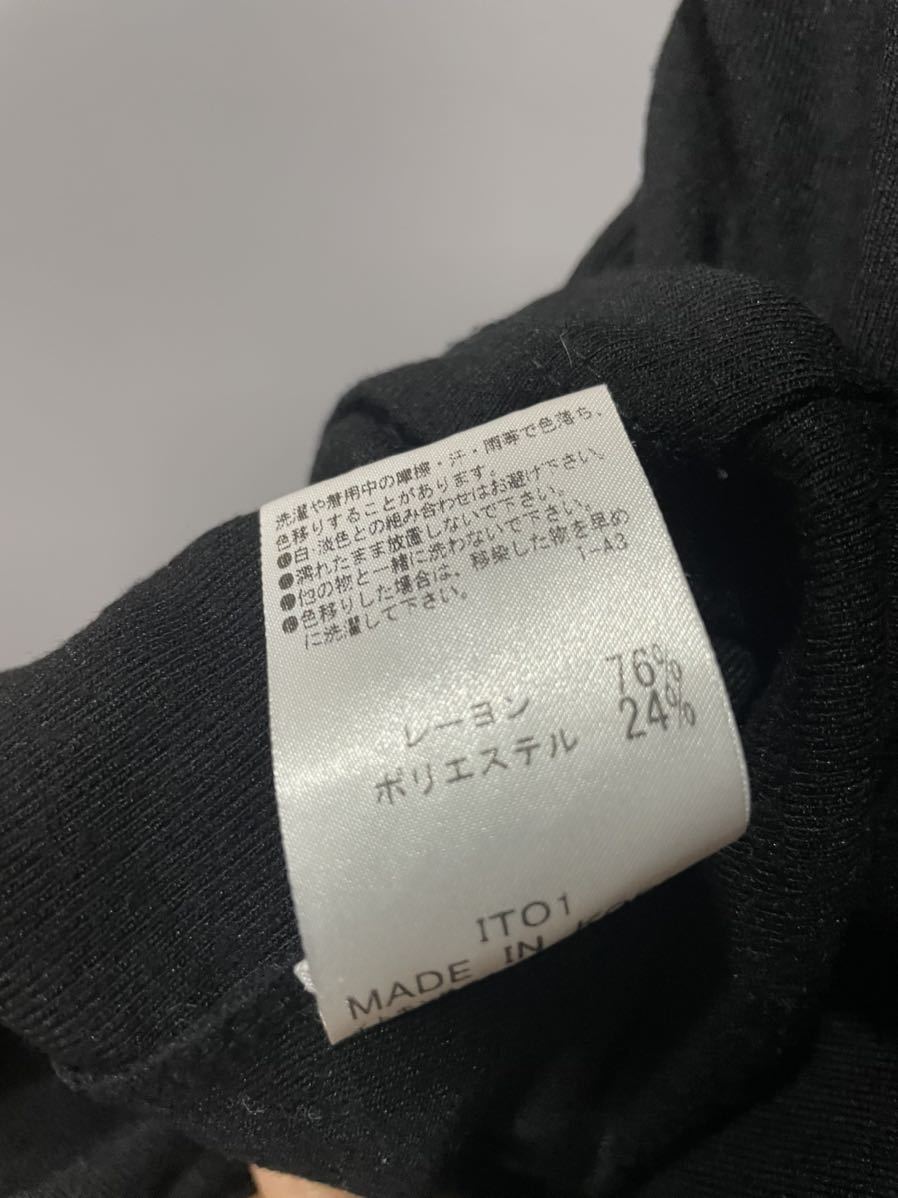 洗濯や着用中の摩擦・汗・雨等で色落ち、
色移りすることがあります。
●白・淡色との組み合わせはお避け下さい。
●濡れたまま放置しないで下さい。
●他の物と一緒に洗わないで下さい。
●色移りした場合は、移染した物を早め
に洗濯して下さい。 1-A3
レーヨン 76%
ポリエステル 24%
IT01
MADE IN